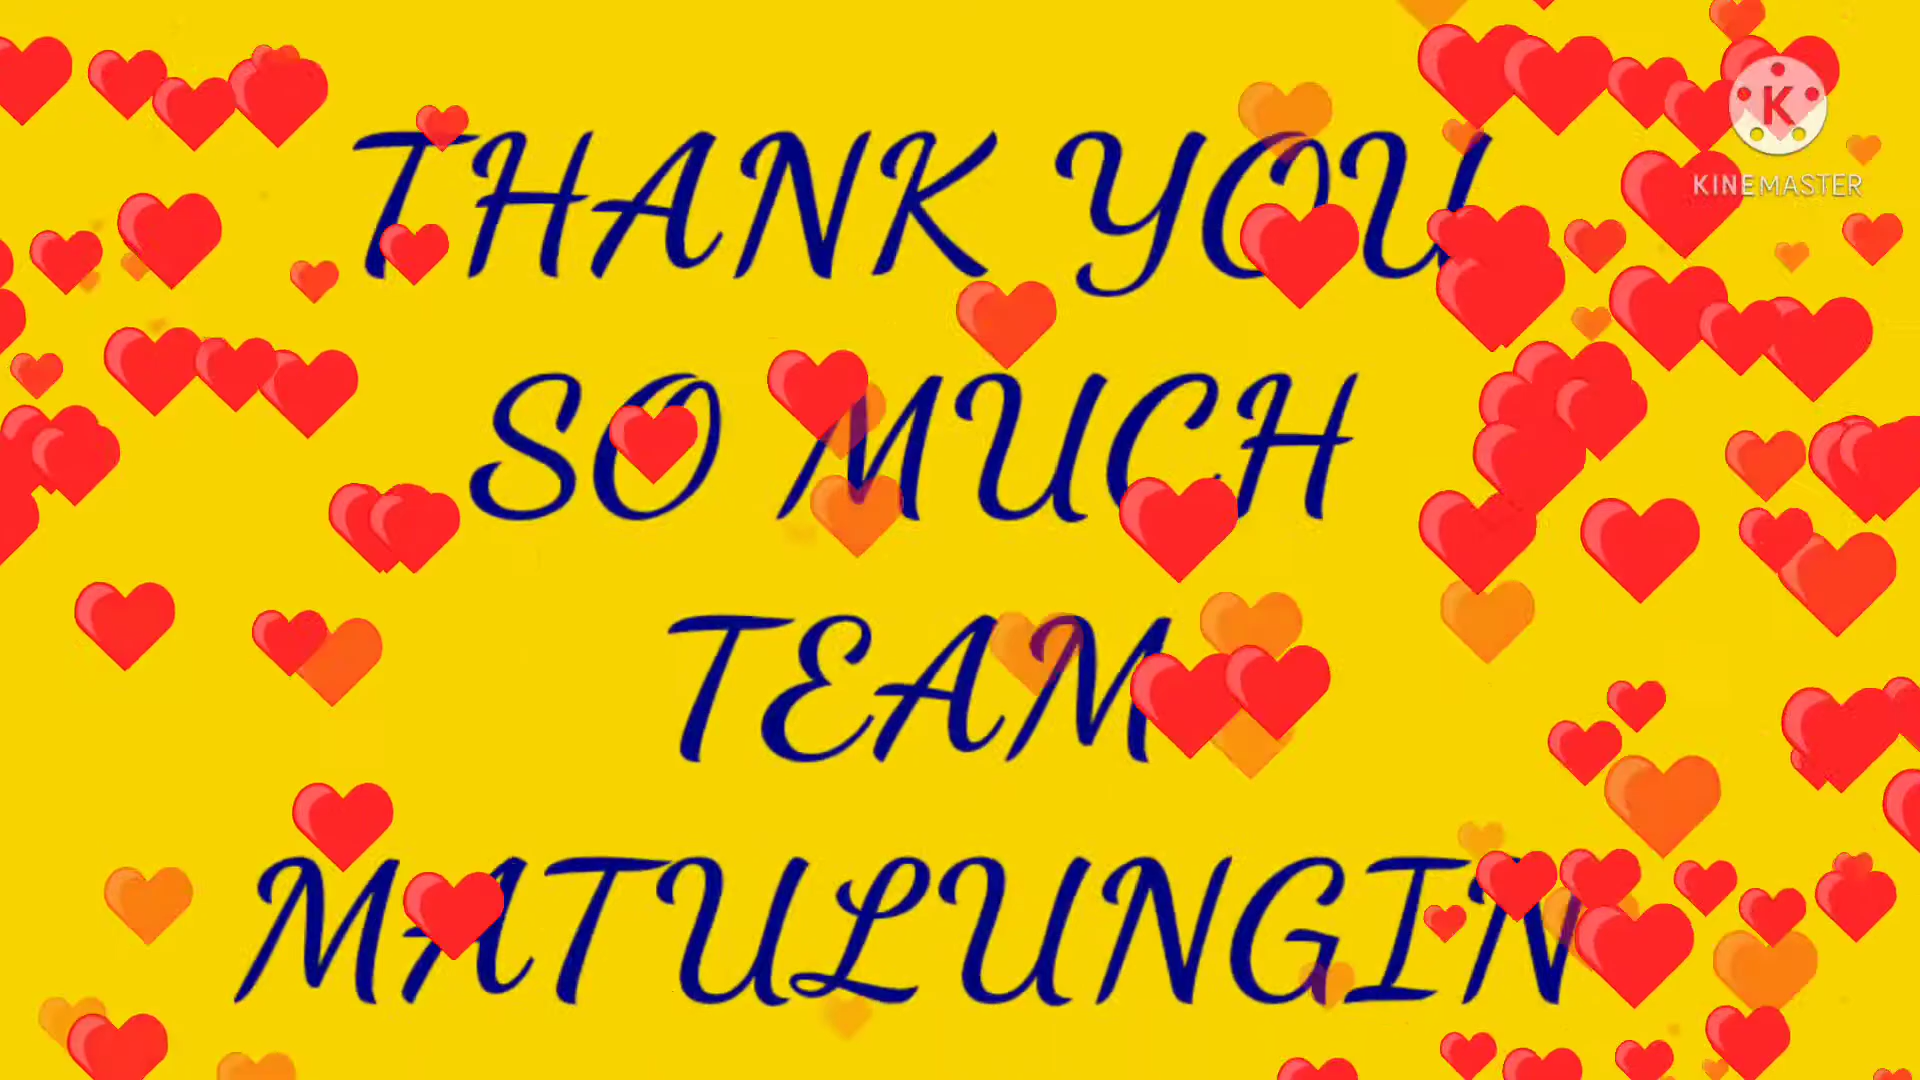 THANK YOU
SO MUCH
TEAM
MATULUNGIN
K
KINEMASTER